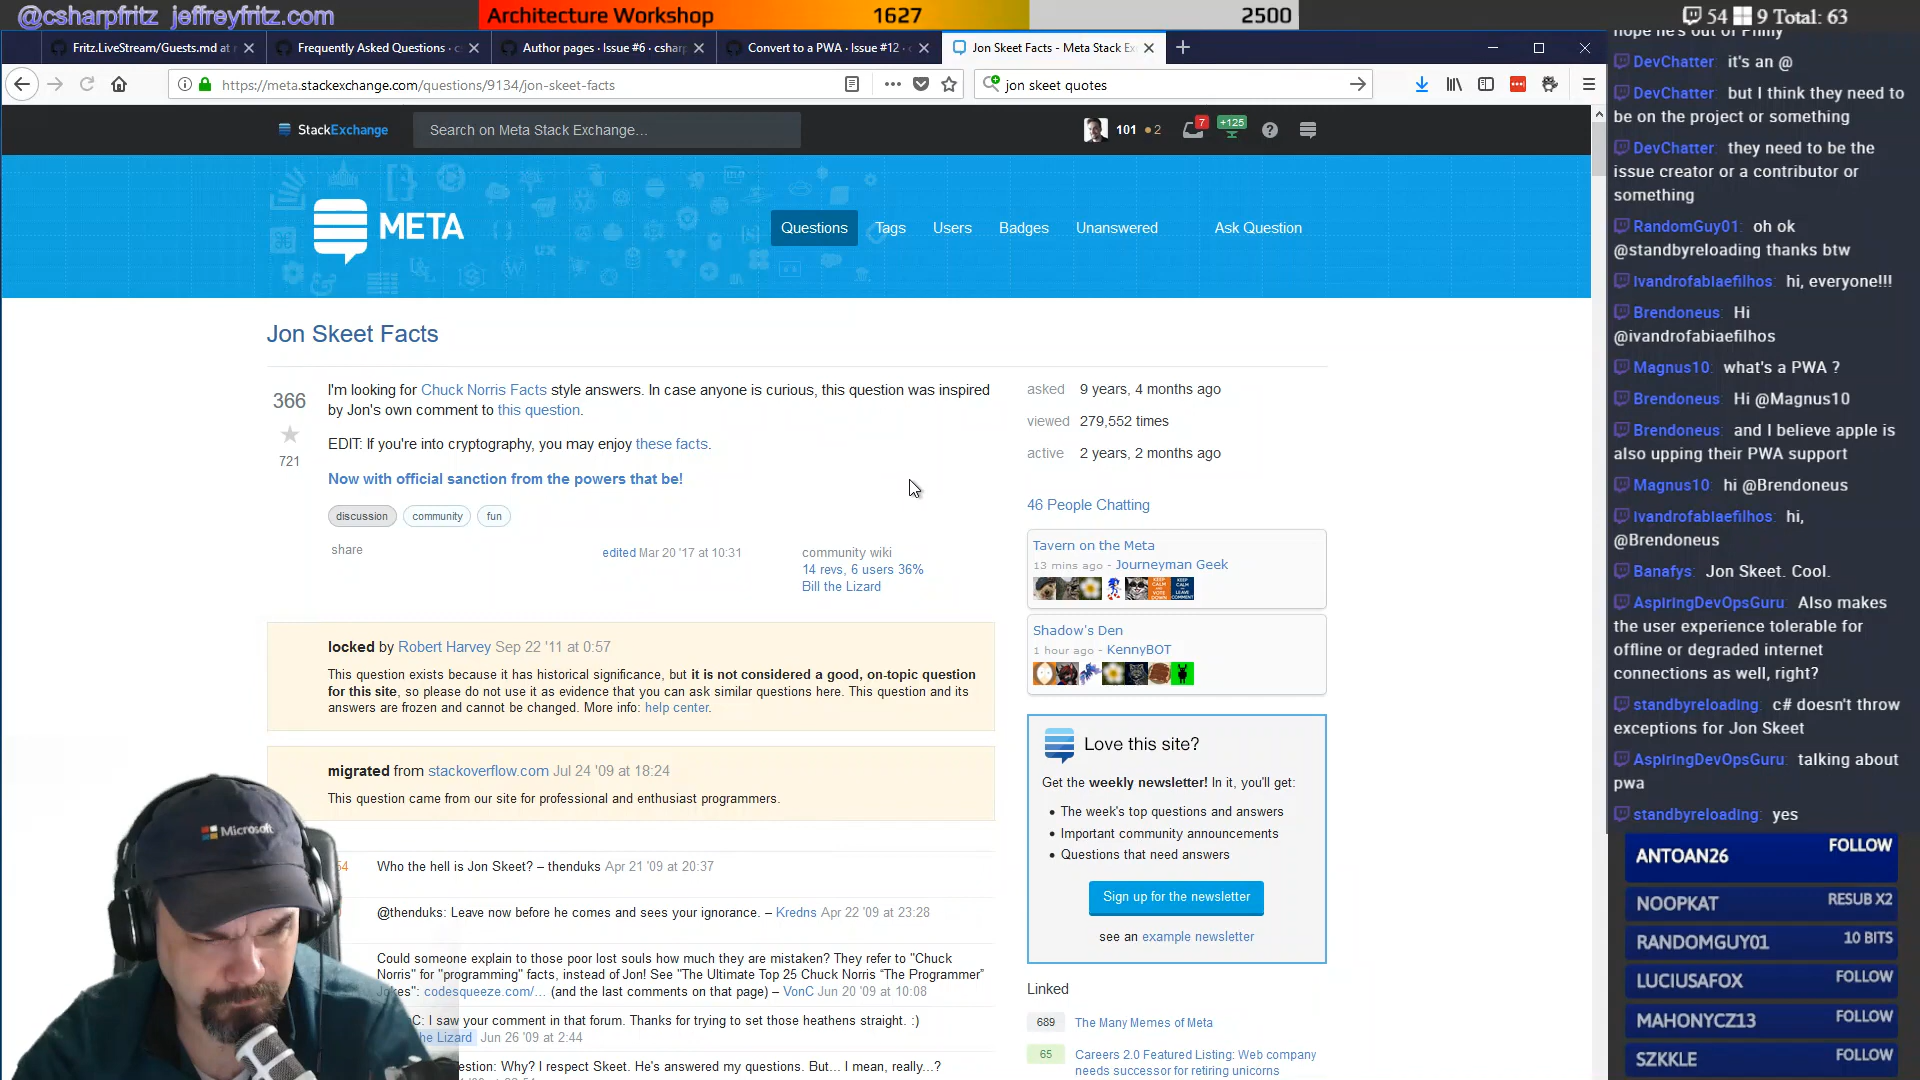 @csharpfritz jeffreyfritz.com
Architecture Workshop 1627 2500
54 9 Total: 63
Fritz.LiveStream/Guests.md at
Frequently Asked Questions · c
Author pages · Issue #6 · cshar
Convert to a PWA · Issue #12 ·
Jon Skeet Facts - Meta Stack Ex
https://meta.stackexchange.com/questions/9134/jon-skeet-facts
jon skeet quotes
StackExchange
Search on Meta Stack Exchange...
101 2
7
+125
META
Questions
Tags
Users
Badges
Unanswered
Ask Question
Jon Skeet Facts
366
721
I'm looking for Chuck Norris Facts style answers. In case anyone is curious, this question was inspired
by Jon's own comment to this question.
EDIT: If you're into cryptography, you may enjoy these facts.
Now with official sanction from the powers that be!
discussion community fun
share
edited Mar 20 '17 at 10:31
community wiki
14 revs, 6 users 36%
Bill the Lizard
locked by Robert Harvey Sep 22 '11 at 0:57
This question exists because it has historical significance, but it is not considered a good, on-topic question
for this site, so please do not use it as evidence that you can ask similar questions here. This question and its
answers are frozen and cannot be changed. More info: help center.
migrated from stackoverflow.com Jul 24 '09 at 18:24
This question came from our site for professional and enthusiast programmers.
54
Who the hell is Jon Skeet? – thenduks Apr 21 '09 at 20:37
@thenduks: Leave now before he comes and sees your ignorance. – Kredns Apr 22 '09 at 23:28
Could someone explain to those poor lost souls how much they are mistaken? They refer to "Chuck
Norris" for "programming" facts, instead of Jon! See "The Ultimate Top 25 Chuck Norris “The Programmer”
okes": codesqueeze.com/... (and the last comments on that page) – VonC Jun 20 '09 at 10:08
C: I saw your comment in that forum. Thanks for trying to set those heathens straight. :)
he Lizard Jun 26 '09 at 2:44
estion: Why? I respect Skeet. He's answered my questions. But... I mean, really...?
asked 9 years, 4 months ago
viewed 279,552 times
active 2 years, 2 months ago
46 People Chatting
Tavern on the Meta
13 mins ago - Journeyman Geek
Shadow's Den
1 hour ago - KennyBOT
Love this site?
Get the weekly newsletter! In it, you'll get:
• The week's top questions and answers
• Important community announcements
• Questions that need answers
Sign up for the newsletter
see an example newsletter
Linked
689 The Many Memes of Meta
65 Careers 2.0 Featured Listing: Web company
needs successor for retiring unicorns
Microsoft
hope he's out of Philly
DevChatter: it's an @
DevChatter: but I think they need to
be on the project or something
DevChatter: they need to be the
issue creator or a contributor or
something
RandomGuy01: oh ok
@standbyreloading thanks btw
ivandrofabiaefilhos: hi, everyone!!!
Brendoneus: Hi
@ivandrofabiaefilhos
Magnus10: what's a PWA ?
Brendoneus: Hi @Magnus10
Brendoneus: and I believe apple is
also upping their PWA support
Magnus10: hi @Brendoneus
ivandrofabiaefilhos: hi,
@Brendoneus
Banafys: Jon Skeet. Cool.
AspiringDevOpsGuru: Also makes
the user experience tolerable for
offline or degraded internet
connections as well, right?
standbyreloading: c# doesn't throw
exceptions for Jon Skeet
AspiringDevOpsGuru: talking about
pwa
standbyreloading: yes
ANTOAN26 FOLLOW
NOOPKAT RESUB X2
RANDOMGUY01 10 BITS
LUCIUSAFOX FOLLOW
MAHONYCZ13 FOLLOW
SZKKLE FOLLOW